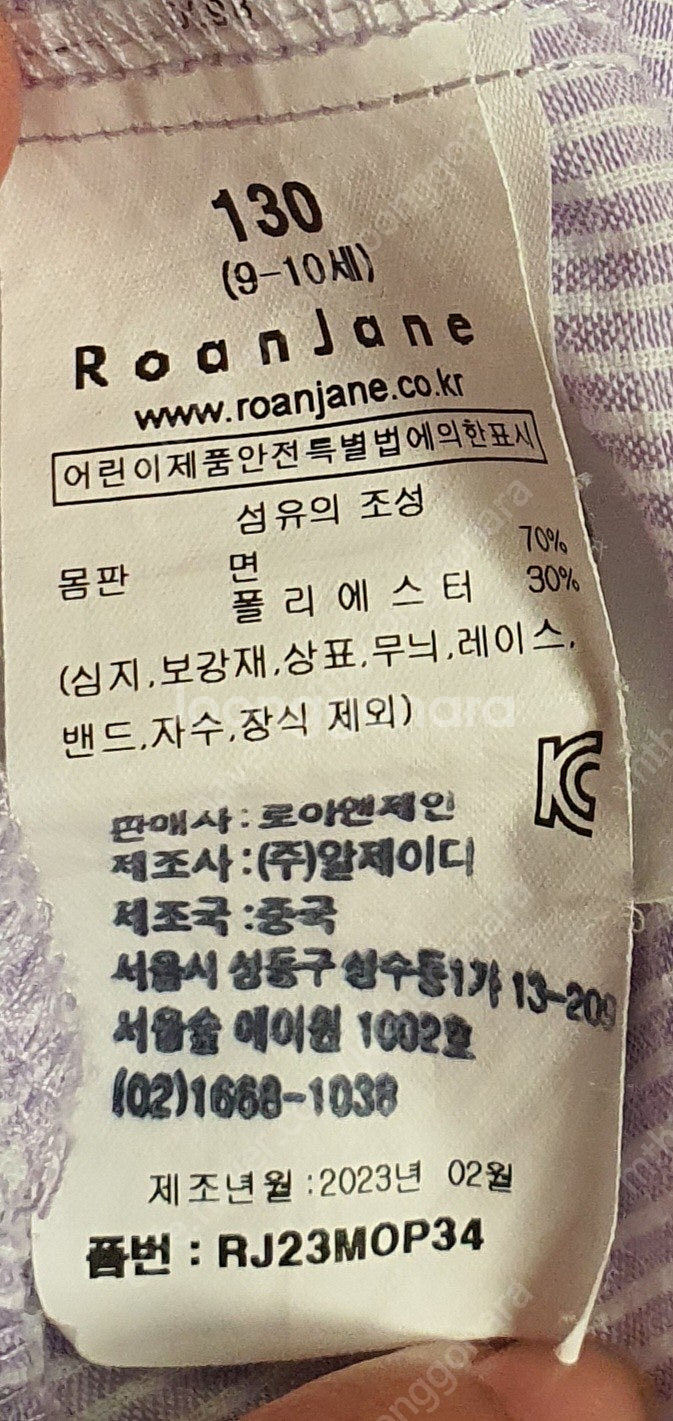 130
(9-10세)
RoanJane
www.roanjane.co.kr
어린이제품안전특별법에의한표시
섬유의 조성
몸판 면 70%
폴리에스터 30%
(심지,보강재,상표,무늬,레이스,
밴드,자수,장식 제외)
KC
판매사:로아앤제인
제조사:(주)알제이디
제조국:중국
서울시 성동구 성수동1가 13-209
서울숲 에이원 1002호
(02)1668-1038
제조년월:2023년 02월
품번 : RJ23MOP34
joonggonara